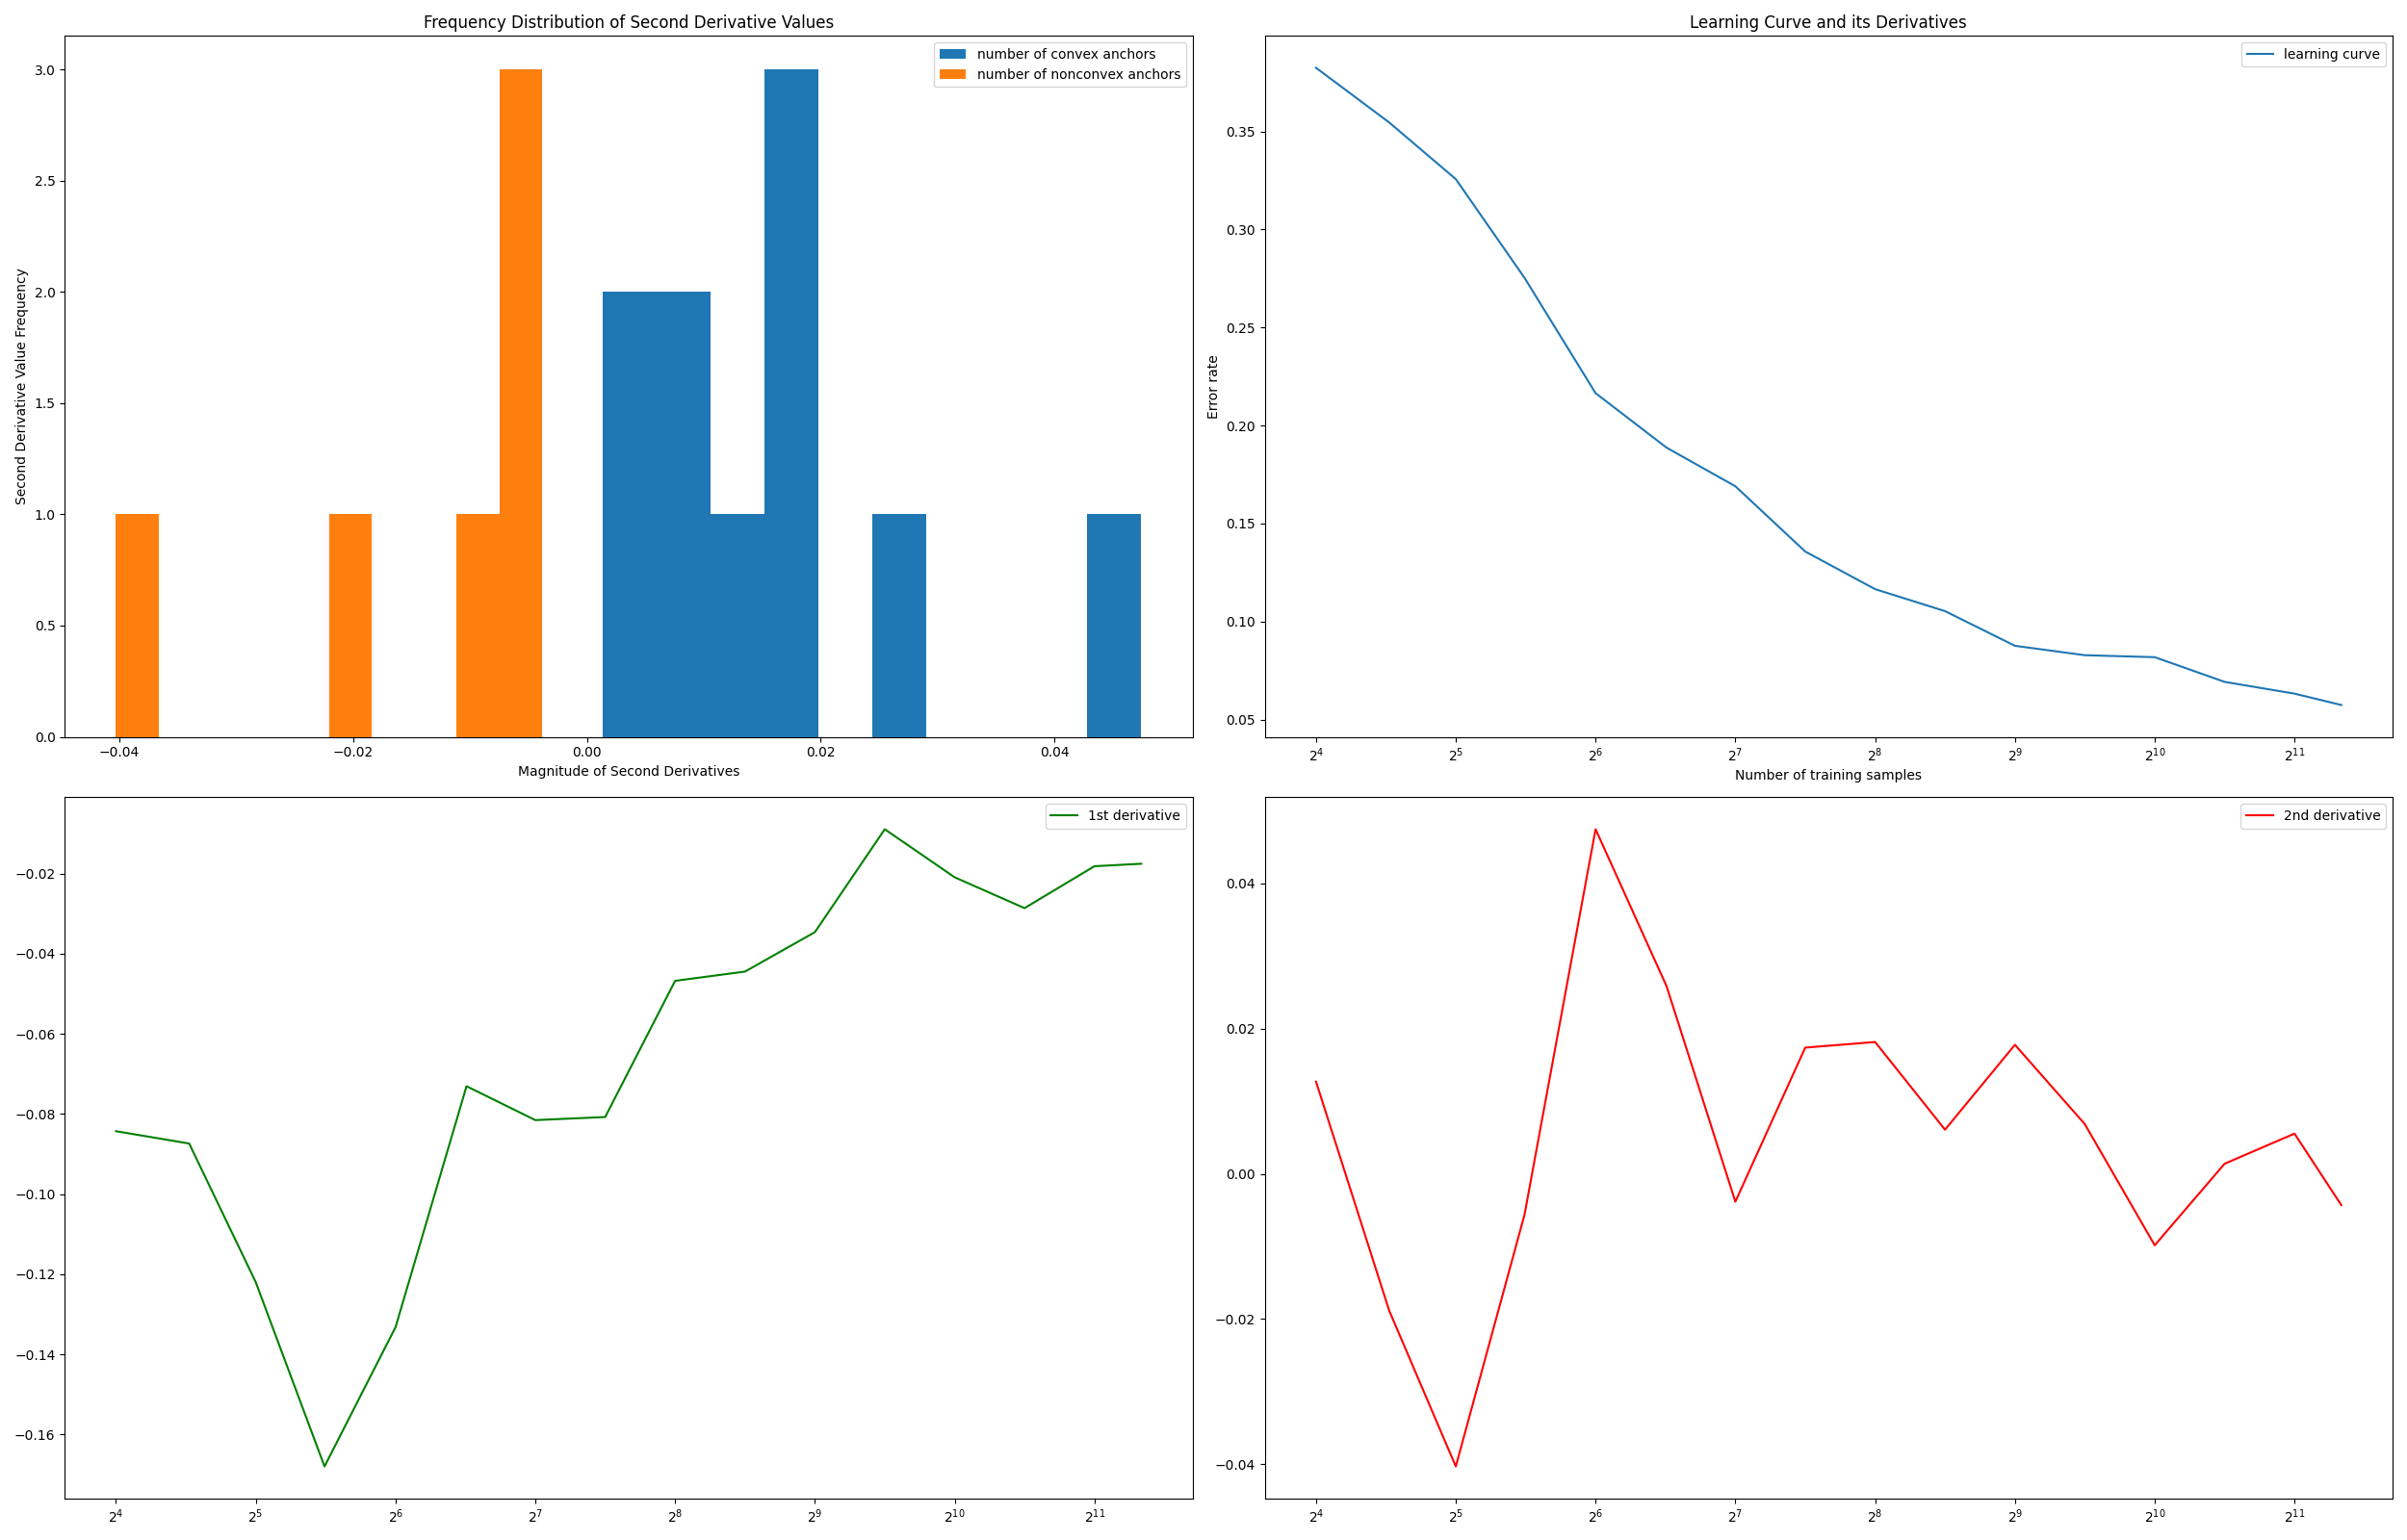 Frequency Distribution of Second Derivative Values
number of convex anchors
number of nonconvex anchors
Second Derivative Value Frequency
3.0
2.5
2.0
1.5
1.0
0.5
0.0
−0.04 −0.02 0.00 0.02 0.04
Magnitude of Second Derivatives
Learning Curve and its Derivatives
learning curve
Error rate
0.35
0.30
0.25
0.20
0.15
0.10
0.05
2⁴ 2⁵ 2⁶ 2⁷ 2⁸ 2⁹ 2¹⁰ 2¹¹
Number of training samples
1st derivative
−0.02
−0.04
−0.06
−0.08
−0.10
−0.12
−0.14
−0.16
2⁴ 2⁵ 2⁶ 2⁷ 2⁸ 2⁹ 2¹⁰ 2¹¹
2nd derivative
0.04
0.02
0.00
−0.02
−0.04
2⁴ 2⁵ 2⁶ 2⁷ 2⁸ 2⁹ 2¹⁰ 2¹¹